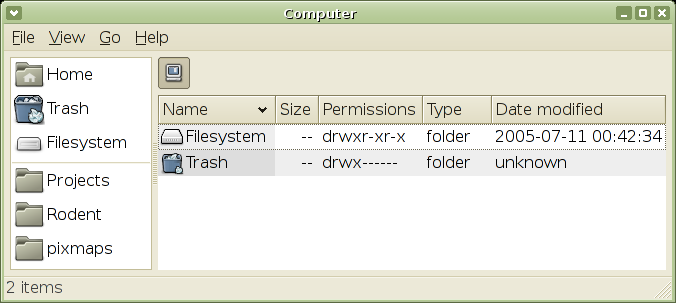 Computer
File View Go Help
Home
Trash
Filesystem
Projects
Rodent
pixmaps
Name Size Permissions Type Date modified
Filesystem -- drwxr-xr-x folder 2005-07-11 00:42:34
Trash -- drwx------ folder unknown
2 items